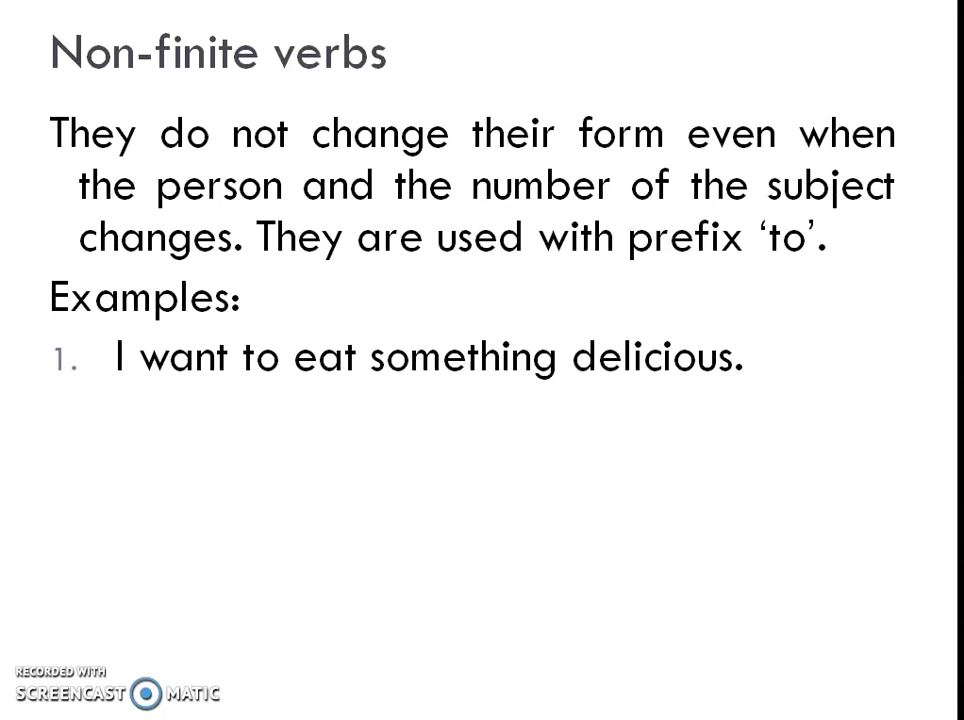 Non-finite verbs
They do not change their form even when
the person and the number of the subject
changes. They are used with prefix ‘to’.
Examples:
1. I want to eat something delicious.
RECORDED WITH
SCREENCAST MATIC